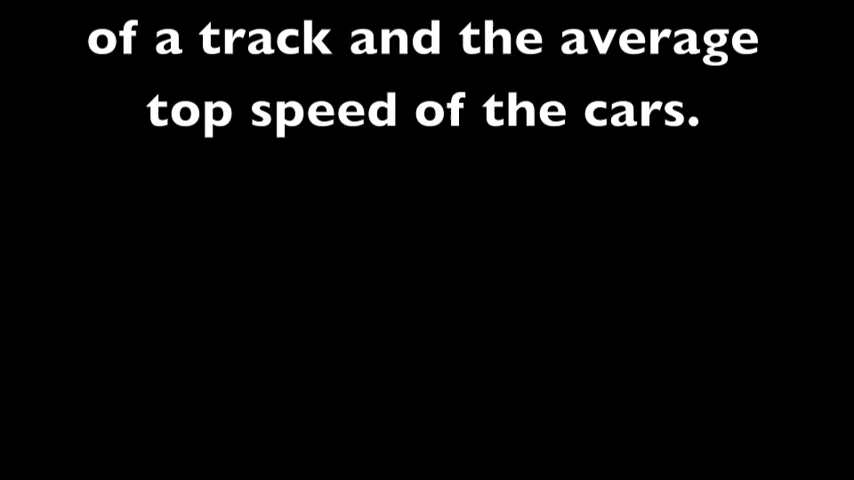 of a track and the average
top speed of the cars.